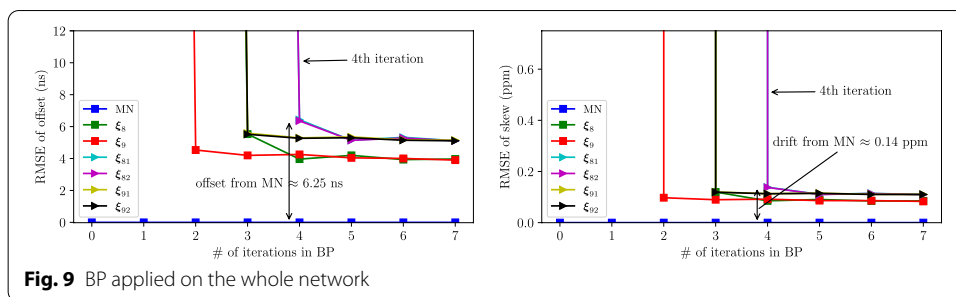 12
10
8
6
4
2
0
RMSE of offset (ns)
4th iteration
MN
ξ8
ξ9
ξ81
ξ82
ξ91
ξ92
offset from MN ≈ 6.25 ns
0 1 2 3 4 5 6 7
# of iterations in BP
0.6
0.4
0.2
0.0
RMSE of skew (ppm)
4th iteration
MN
ξ8
ξ9
ξ81
ξ82
ξ91
ξ92
drift from MN ≈ 0.14 ppm
0 1 2 3 4 5 6 7
# of iterations in BP
Fig. 9 BP applied on the whole network